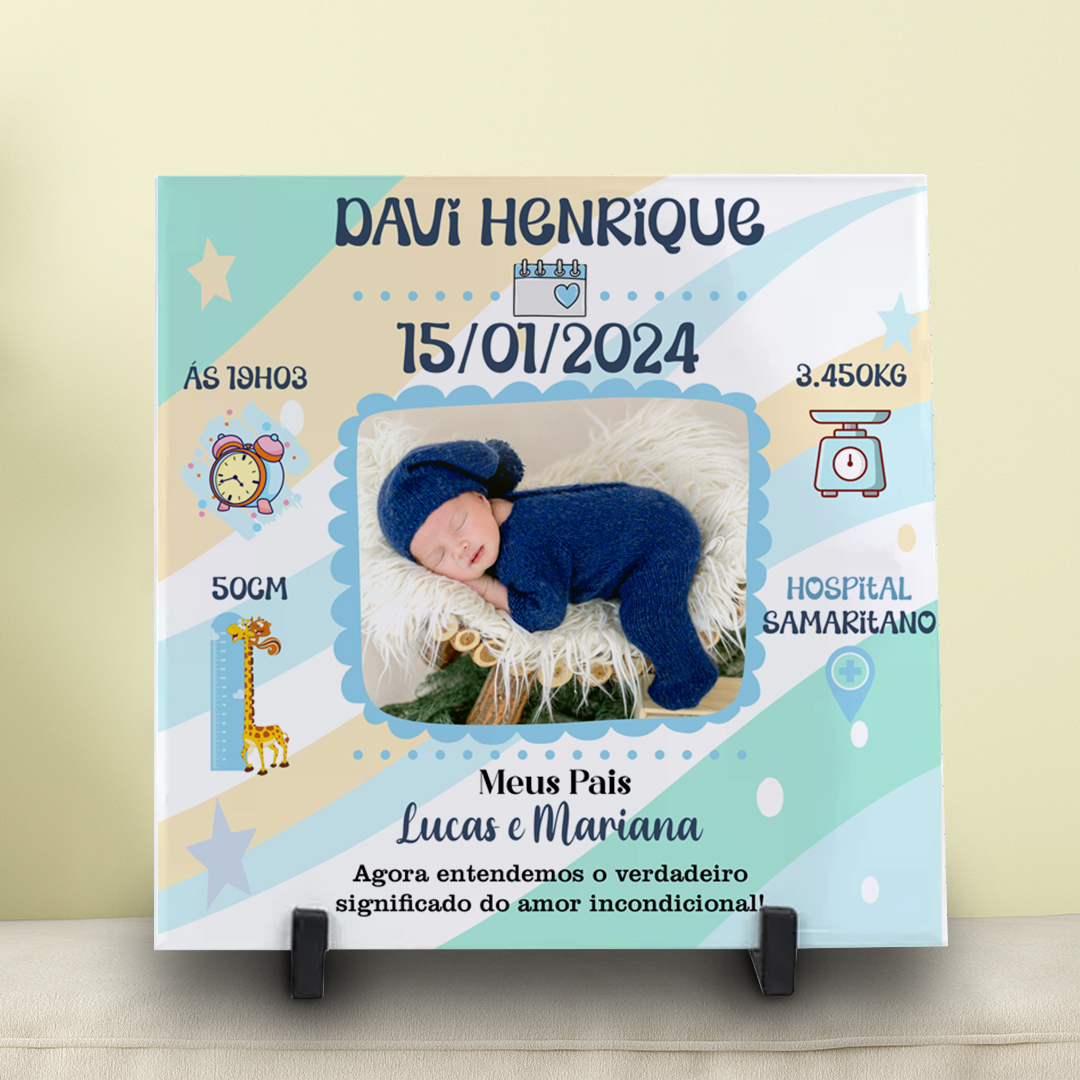 DAVI HENRIQUE
15/01/2024
ÁS 19H03
3.450KG
50CM
HOSPITAL
SAMARITANO
Meus Pais
Lucas e Mariana
Agora entendemos o verdadeiro
significado do amor incondicional!